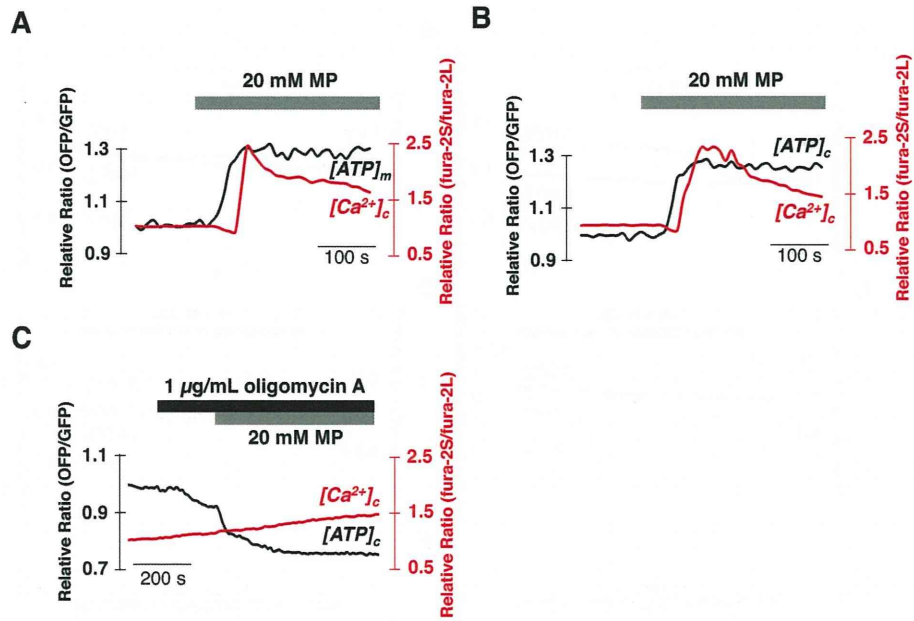 A
20 mM MP
Relative Ratio (OFP/GFP)
1.3
1.1
0.9
[ATP]m
[Ca²⁺]c
100 s
2.5
1.5
0.5
Relative Ratio (fura-2S/fura-2L)
B
20 mM MP
Relative Ratio (OFP/GFP)
1.3
1.1
0.9
[ATP]c
[Ca²⁺]c
100 s
2.5
1.5
0.5
Relative Ratio (fura-2S/fura-2L)
C
1 µg/mL oligomycin A
20 mM MP
Relative Ratio (OFP/GFP)
1.1
0.9
0.7
[Ca²⁺]c
[ATP]c
200 s
2.5
1.5
0.5
Relative Ratio (fura-2S/fura-2L)